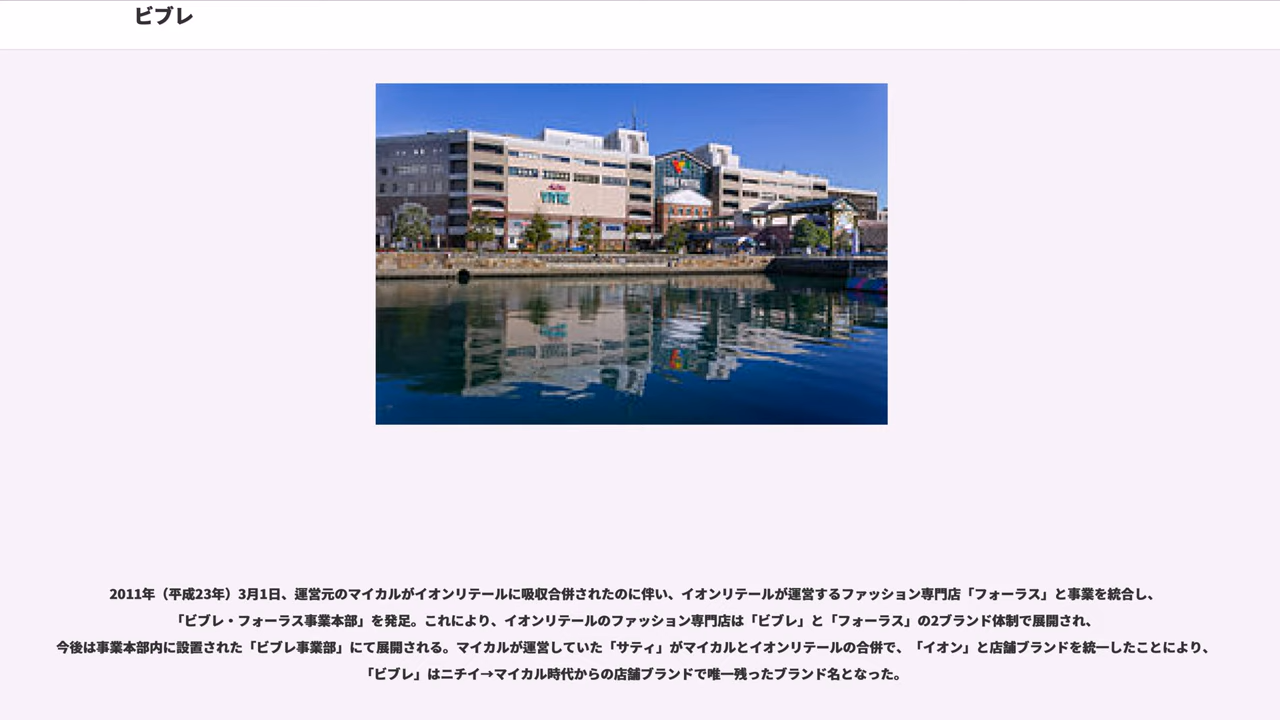 ビブレ
2011年（平成23年）3月1日、運営元のマイカルがイオンリテールに吸収合併されたのに伴い、イオンリテールが運営するファッション専門店「フォーラス」と事業を統合し、
「ビブレ・フォーラス事業本部」を発足。これにより、イオンリテールのファッション専門店は「ビブレ」と「フォーラス」の2ブランド体制で展開され、
今後は事業本部内に設置された「ビブレ事業部」にて展開される。マイカルが運営していた「サティ」がマイカルとイオンリテールの合併で、「イオン」と店舗ブランドを統一したことにより、
「ビブレ」はニチイ→マイカル時代からの店舗ブランドで唯一残ったブランド名となった。